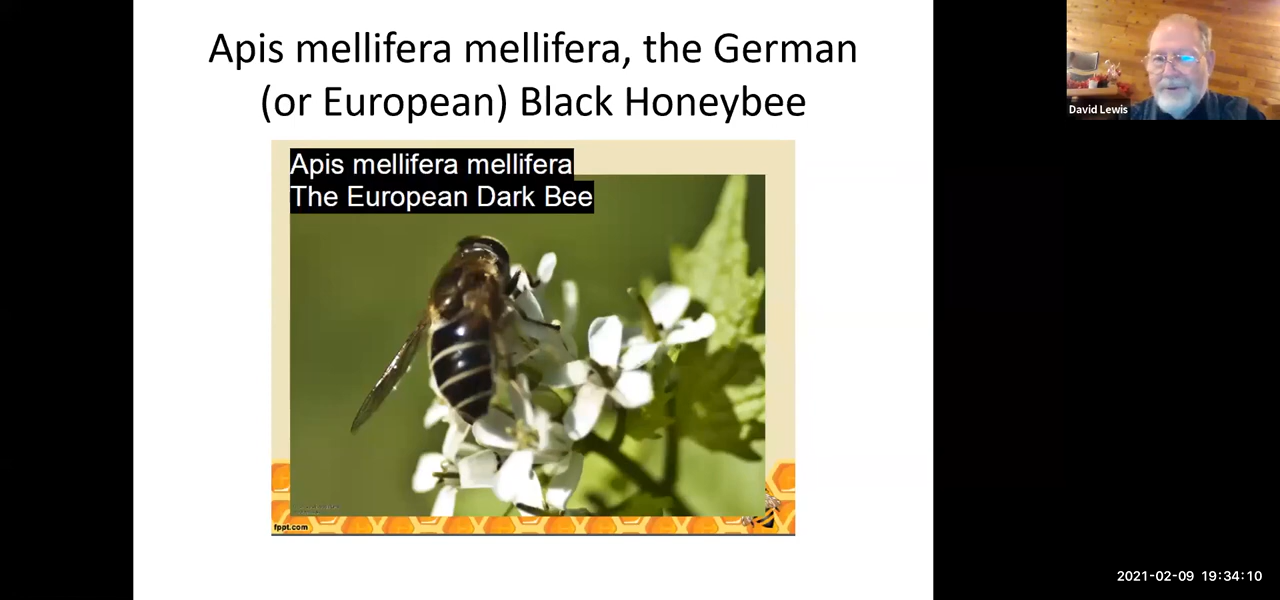 Apis mellifera mellifera, the German
(or European) Black Honeybee
David Lewis
Apis mellifera mellifera
The European Dark Bee
fppt.com
2021-02-09 19:34:10